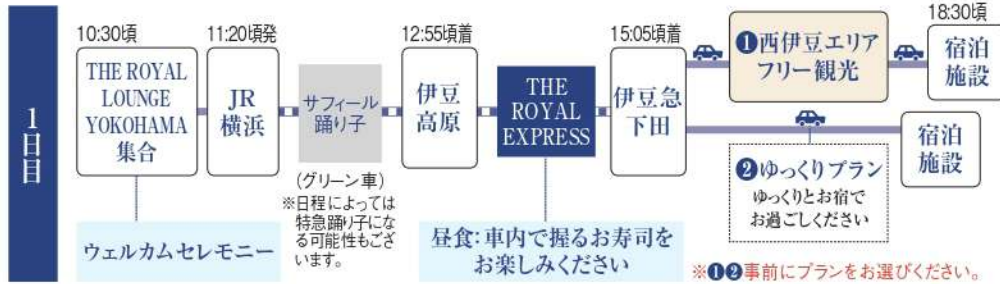 1日目
10:30頃
THE ROYAL
LOUNGE
YOKOHAMA
集合
ウェルカムセレモニー
11:20頃発
JR
横浜
サフィール
踊り子
(グリーン車)
※日程によっては
特急踊り子にな
る可能性もござ
います。
12:55頃着
伊豆
高原
THE
ROYAL
EXPRESS
昼食:車内で握るお寿司を
お楽しみください
15:05頃着
伊豆急
下田
❶西伊豆エリア
フリー観光
18:30頃
宿泊
施設
❷ゆっくりプラン
ゆっくりとお宿で
お過ごしください
宿泊
施設
※❶❷事前にプランをお選びください。